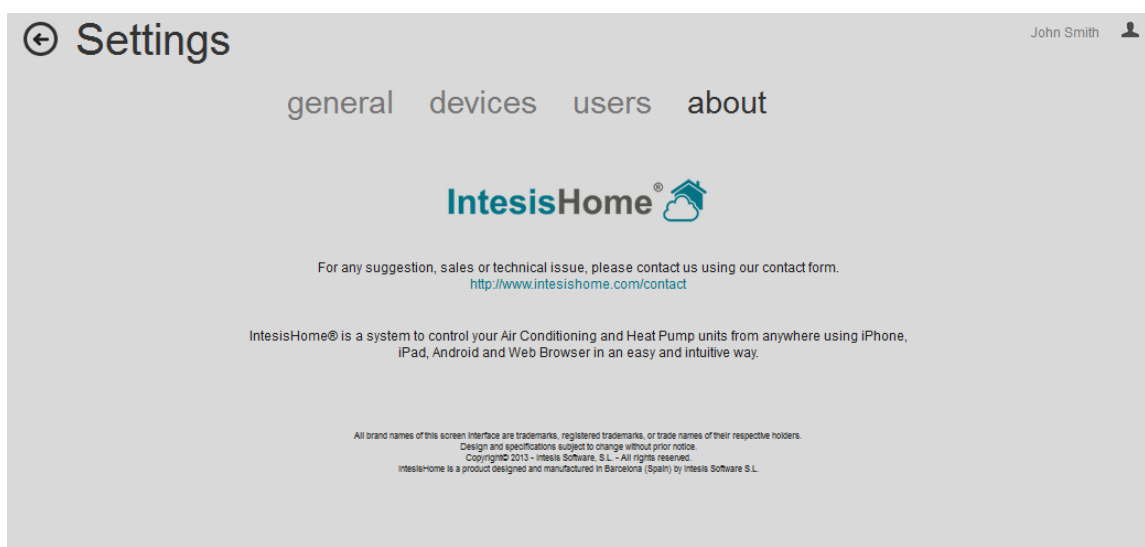 Settings
John Smith
general devices users about
IntesisHome®
For any suggestion, sales or technical issue, please contact us using our contact form.
http://www.intesishome.com/contact
IntesisHome® is a system to control your Air Conditioning and Heat Pump units from anywhere using iPhone,
iPad, Android and Web Browser in an easy and intuitive way.
All brand names of this screen interface are trademarks, registered trademarks, or trade names of their respective holders.
Design and specifications subject to change without prior notice.
Copyright© 2013 - Intesis Software, S.L. - All rights reserved.
IntesisHome is a product designed and manufactured in Barcelona (Spain) by Intesis Software S.L.